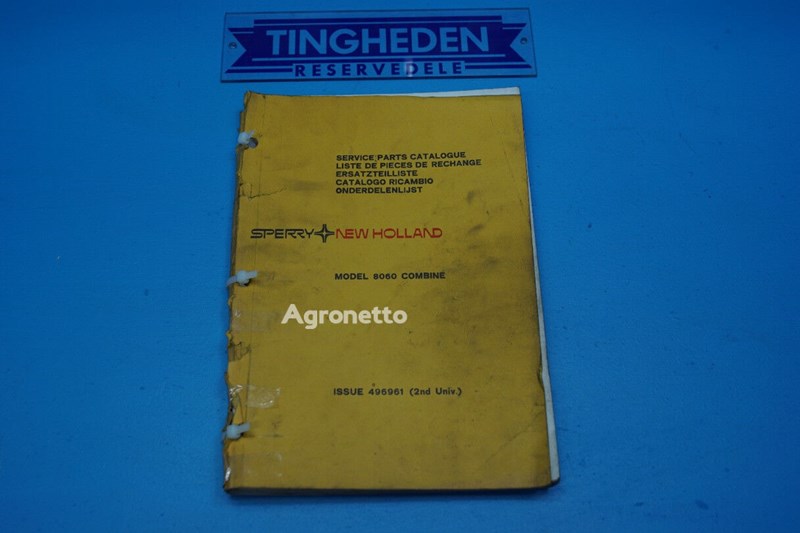 TINGHEDEN
RESERVEDELE
SERVICE PARTS CATALOGUE
LISTE DE PIECES DE RECHANGE
ERSATZTEILLISTE
CATALOGO RICAMBIO
ONDERDELENLIJST
SPERRY NEW HOLLAND
MODEL 8060 COMBINE
Agronetto
ISSUE 496961 (2nd Univ.)